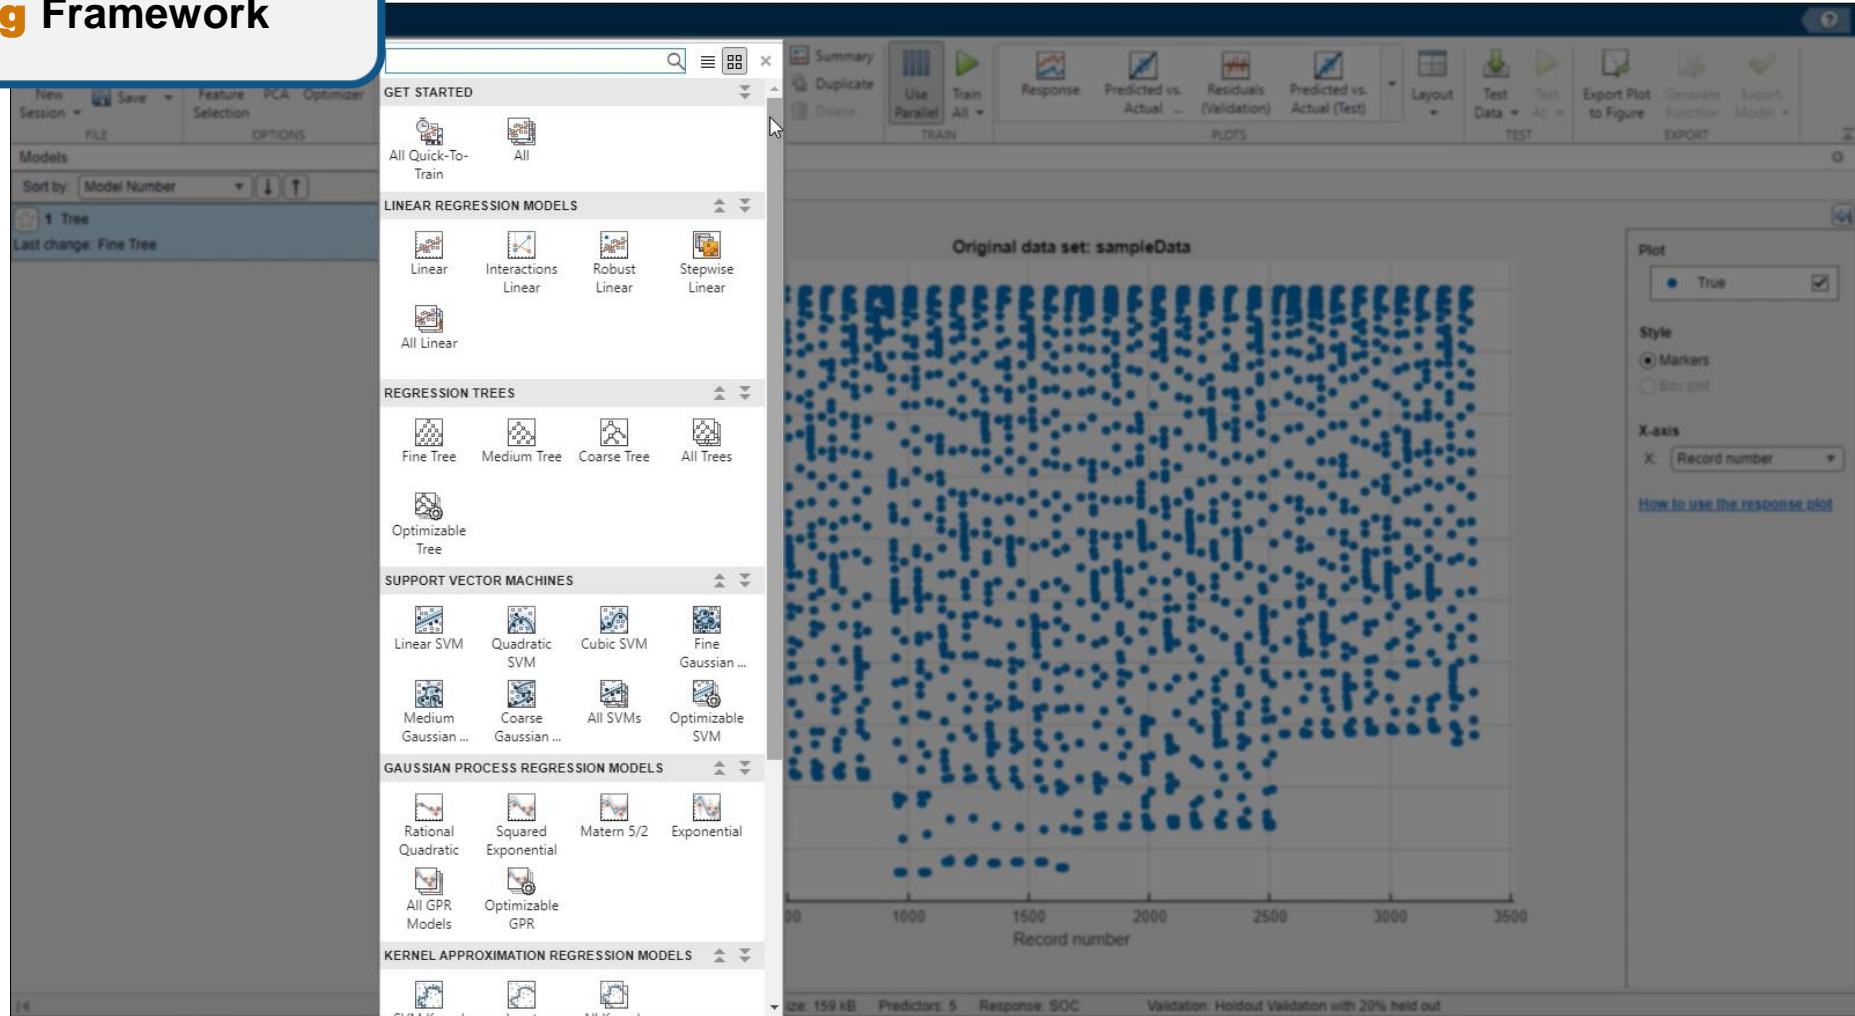 g Framework
New
Session
Save
FILE
Feature
Selection
PCA
Optimizer
OPTIONS
Summary
Duplicate
Delete
Use
Parallel
Train
All
TRAIN
Response
Predicted vs.
Actual ...
Residuals
(Validation)
Predicted vs.
Actual (Test)
PLOTS
Layout
Test
Data
Test
All
TEST
Export Plot
to Figure
Generate
Function
Export
Model
EXPORT
Models
Sort by: Model Number
1 Tree
Last change: Fine Tree
GET STARTED
All Quick-To-
Train
All
LINEAR REGRESSION MODELS
Linear
Interactions
Linear
Robust
Linear
Stepwise
Linear
All Linear
REGRESSION TREES
Fine Tree
Medium Tree
Coarse Tree
All Trees
Optimizable
Tree
SUPPORT VECTOR MACHINES
Linear SVM
Quadratic
SVM
Cubic SVM
Fine
Gaussian ...
Medium
Gaussian ...
Coarse
Gaussian ...
All SVMs
Optimizable
SVM
GAUSSIAN PROCESS REGRESSION MODELS
Rational
Quadratic
Squared
Exponential
Matern 5/2
Exponential
All GPR
Models
Optimizable
GPR
KERNEL APPROXIMATION REGRESSION MODELS
Original data set: sampleData
00 1000 1500 2000 2500 3000 3500
Record number
Plot
True
Style
Markers
Box plot
X-axis
X: Record number
How to use the response plot
ize: 159 kB Predictors: 5 Response: SOC Validation: Holdout Validation with 20% held out